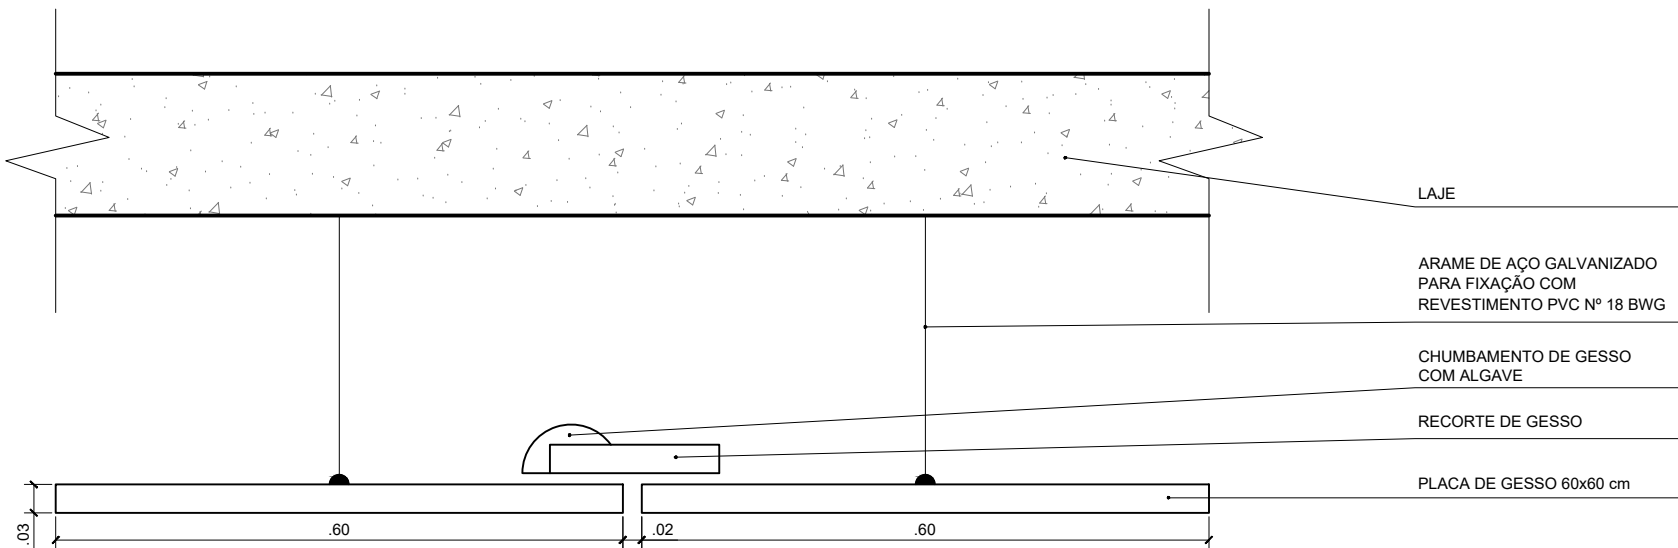 LAJE
ARAME DE AÇO GALVANIZADO
PARA FIXAÇÃO COM
REVESTIMENTO PVC Nº 18 BWG
CHUMBAMENTO DE GESSO
COM ALGAVE
RECORTE DE GESSO
PLACA DE GESSO 60x60 cm
.03
.60
.02
.60